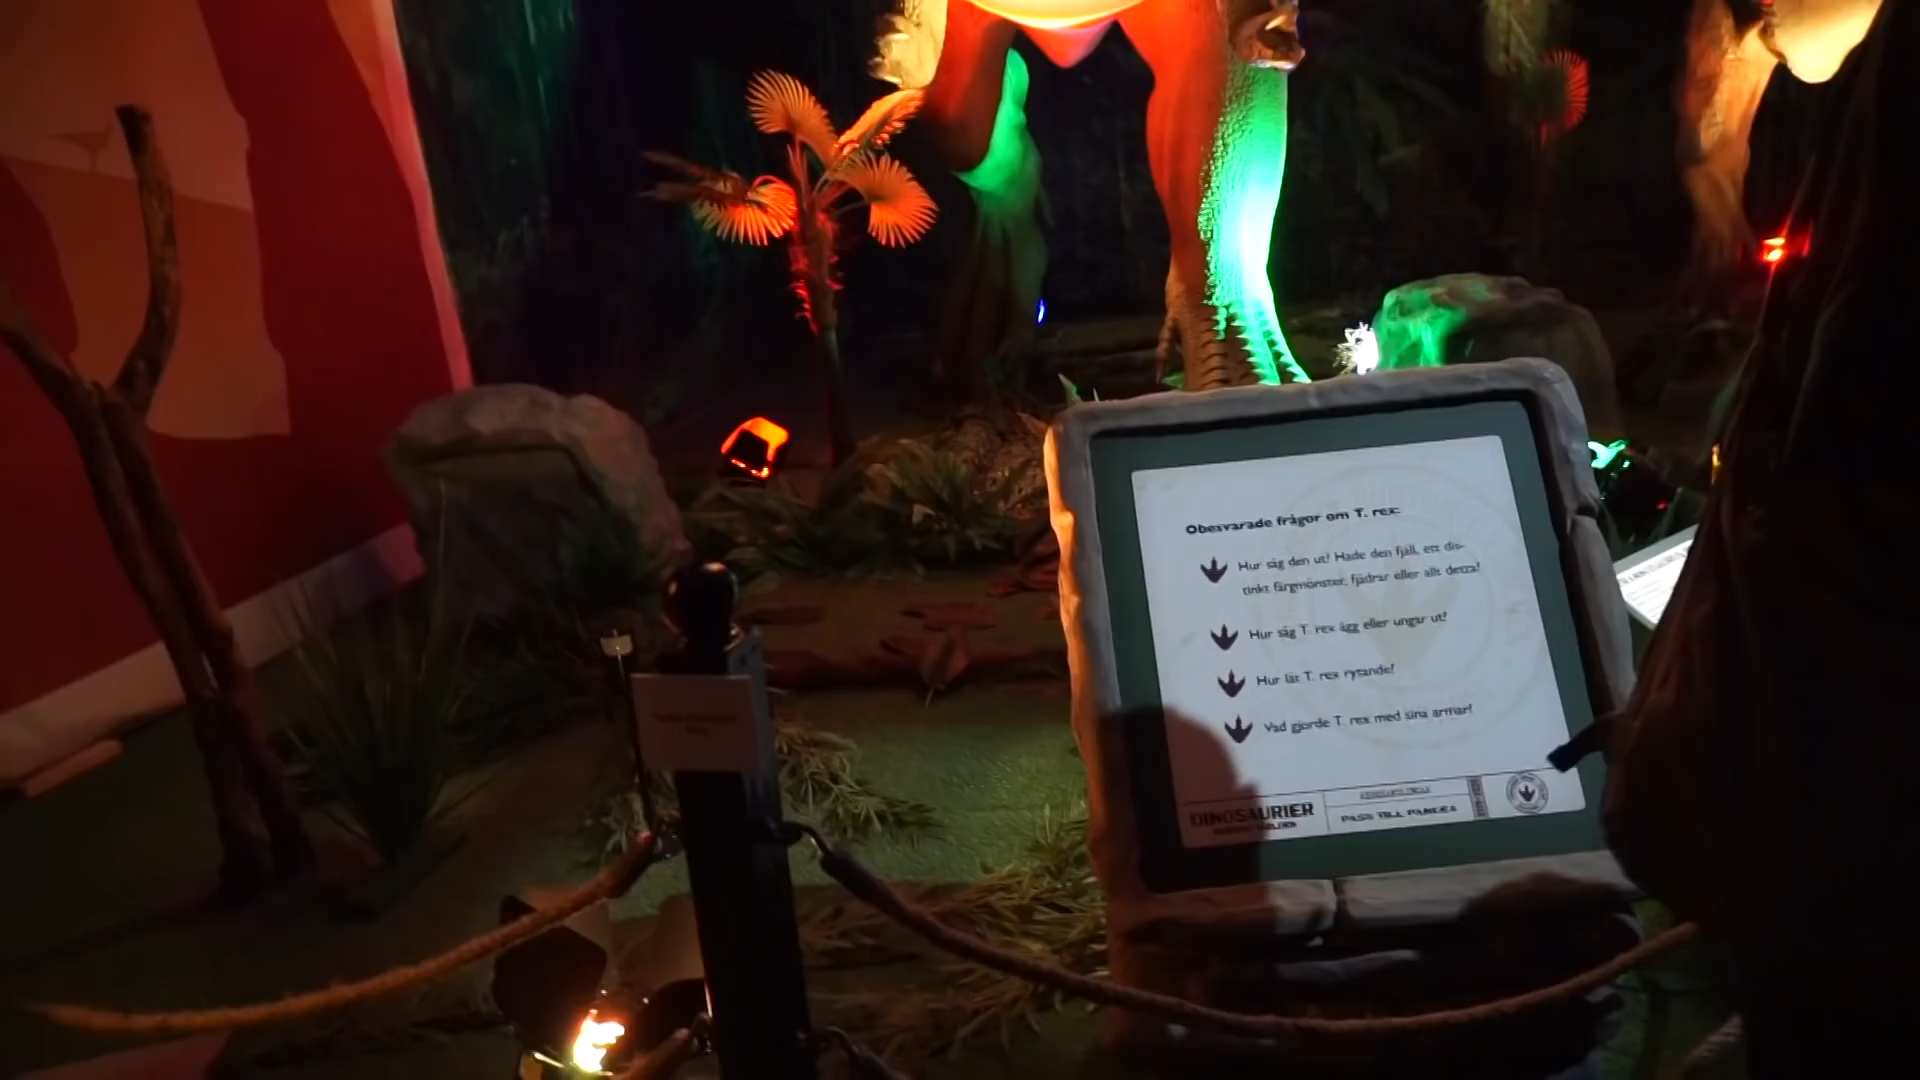 Obesvarade frågor om T. rex:
Hur såg den ut? Hade den fjäll, ett dis-
tinkt färgmönster, fjädrar eller allt detta?
Hur såg T. rex ägg eller ungar ut?
Hur lät T. rex rytande?
Vad gjorde T. rex med sina armar?
DINOSAURIER
PASS TILL PANGEA